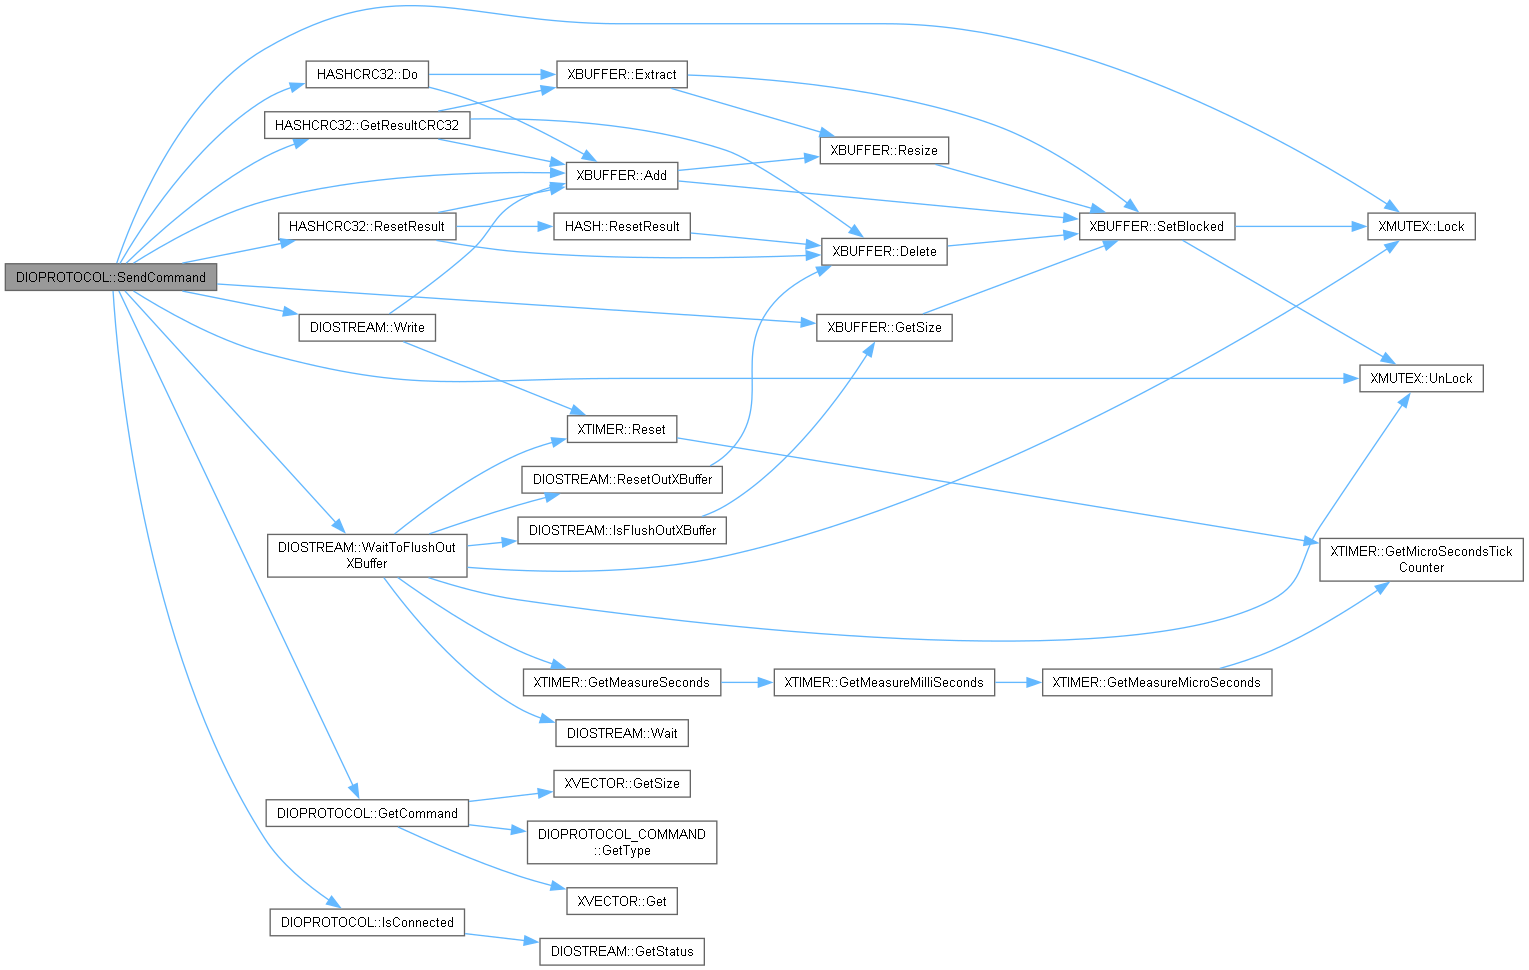 DIOPROTOCOL::SendCommand
HASHCRC32::Do
HASHCRC32::GetResultCRC32
HASHCRC32::ResetResult
DIOSTREAM::Write
DIOSTREAM::WaitToFlushOut
XBuffer
DIOPROTOCOL::GetCommand
DIOPROTOCOL::IsConnected
XBUFFER::Extract
XBUFFER::Add
HASH::ResetResult
XTIMER::Reset
DIOSTREAM::ResetOutXBuffer
DIOSTREAM::IsFlushOutXBuffer
XTIMER::GetMeasureSeconds
DIOSTREAM::Wait
XVECTOR::GetSize
DIOPROTOCOL_COMMAND
::GetType
XVECTOR::Get
DIOSTREAM::GetStatus
XBUFFER::Resize
XBUFFER::Delete
XBUFFER::GetSize
XTIMER::GetMeasureMilliSeconds
XBUFFER::SetBlocked
XTIMER::GetMeasureMicroSeconds
XMUTEX::Lock
XMUTEX::UnLock
XTIMER::GetMicroSecondsTick
Counter